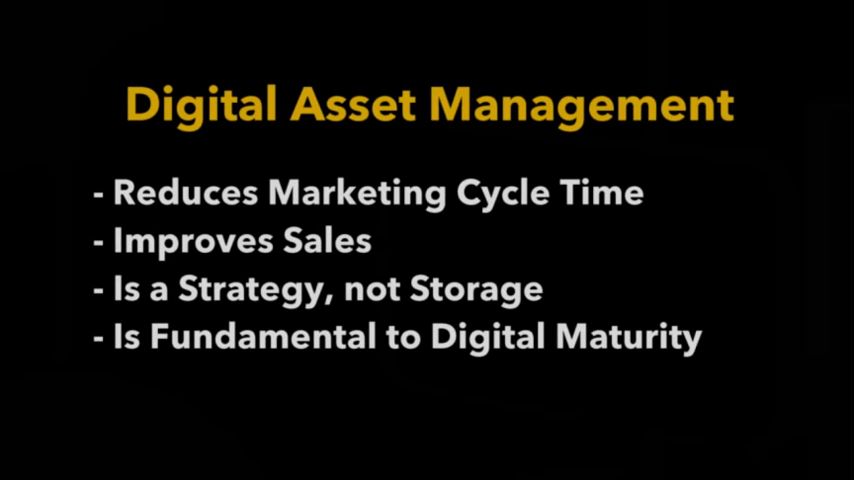 Digital Asset Management
- Reduces Marketing Cycle Time
- Improves Sales
- Is a Strategy, not Storage
- Is Fundamental to Digital Maturity